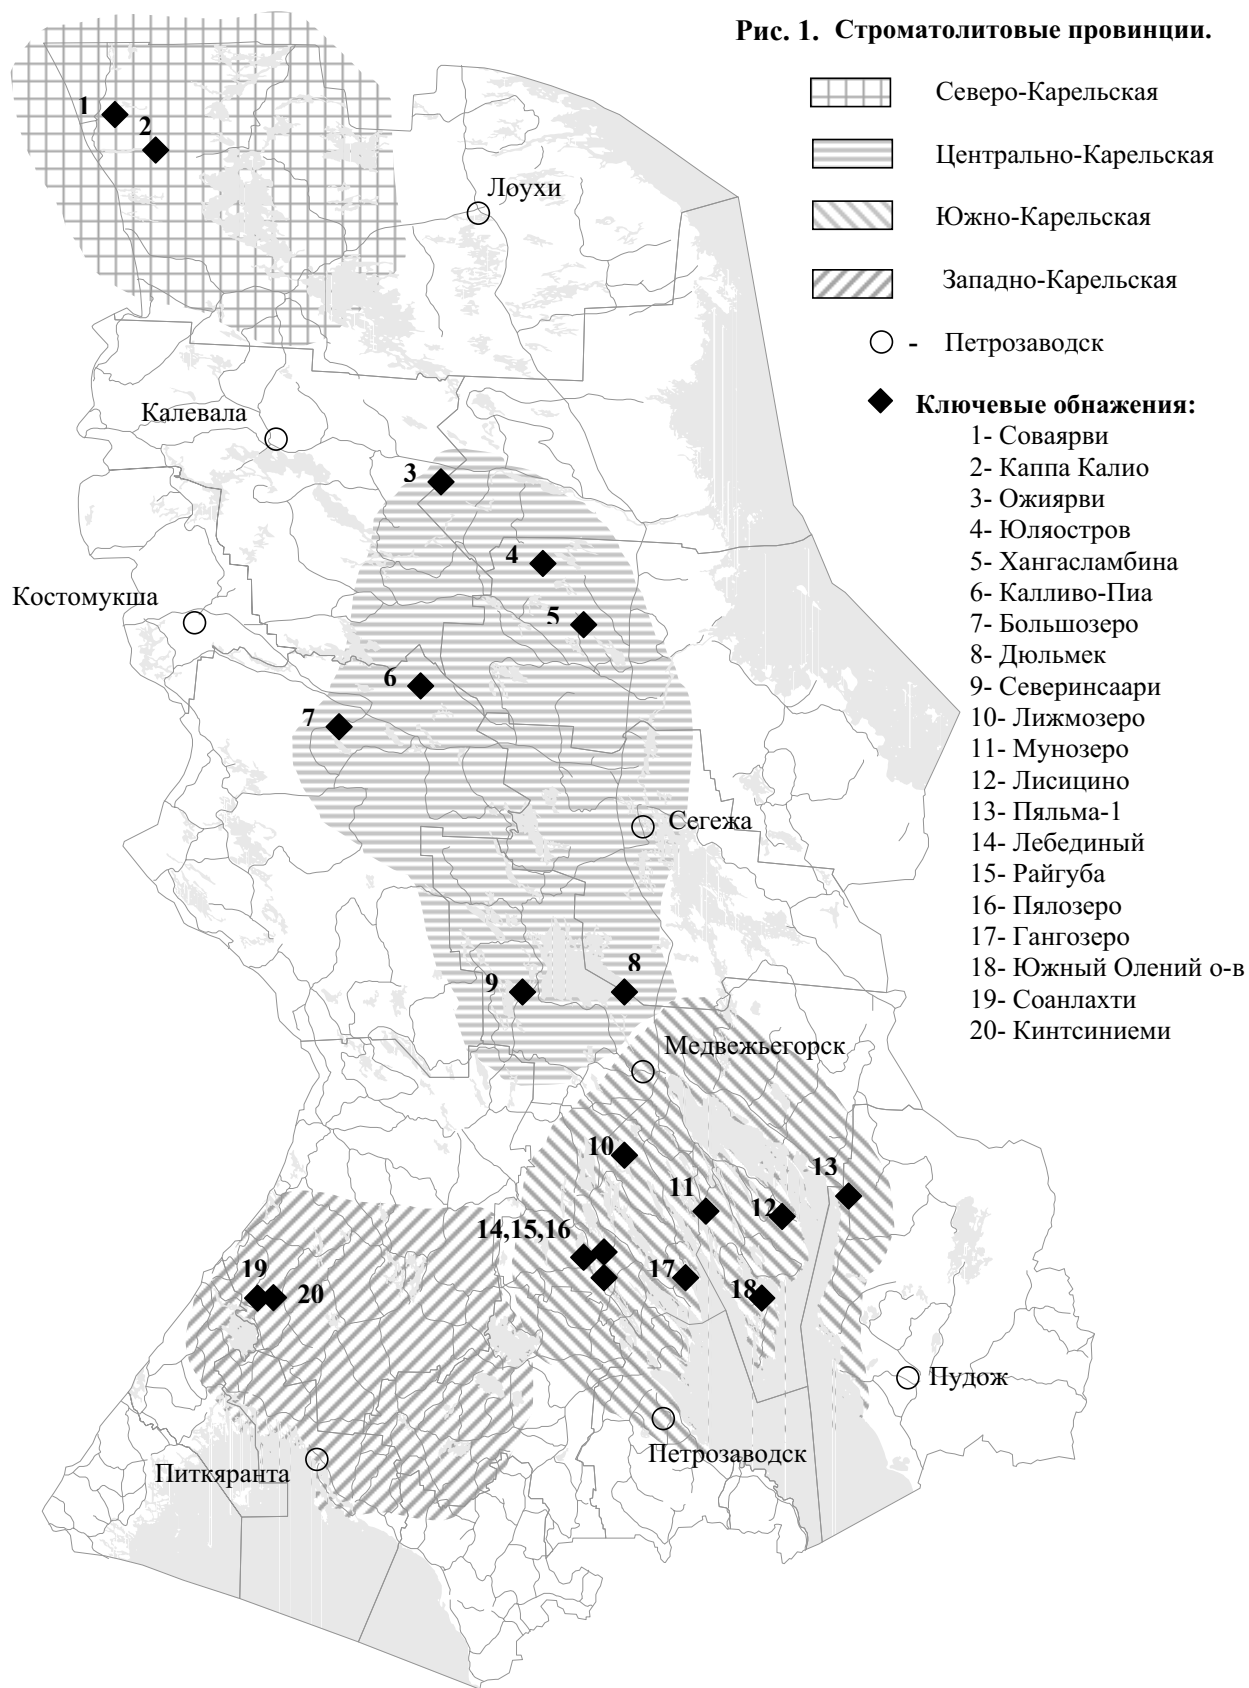 Рис. 1. Строматолитовые провинции.
Северо-Карельская
Центрально-Карельская
Южно-Карельская
Западно-Карельская
- Петрозаводск
Ключевые обнажения:
1- Соваярви
2- Каппа Калио
3- Ожиярви
4- Юляостров
5- Хангасламбина
6- Калливо-Пиа
7- Большозеро
8- Дюльмек
9- Северинсаари
10- Лижмозеро
11- Мунозеро
12- Лисицино
13- Пяльма-1
14- Лебединый
15- Райгуба
16- Пялозеро
17- Гангозеро
18- Южный Олений о-в
19- Соанлахти
20- Кинтсиниеми
1
2
Лоухи
Калевала
3
4
Костомукша
5
6
7
Сегежа
8
9
Медвежьегорск
10
13
11
12
14,15,16
17
19
20
18
Пудож
Петрозаводск
Питкяранта